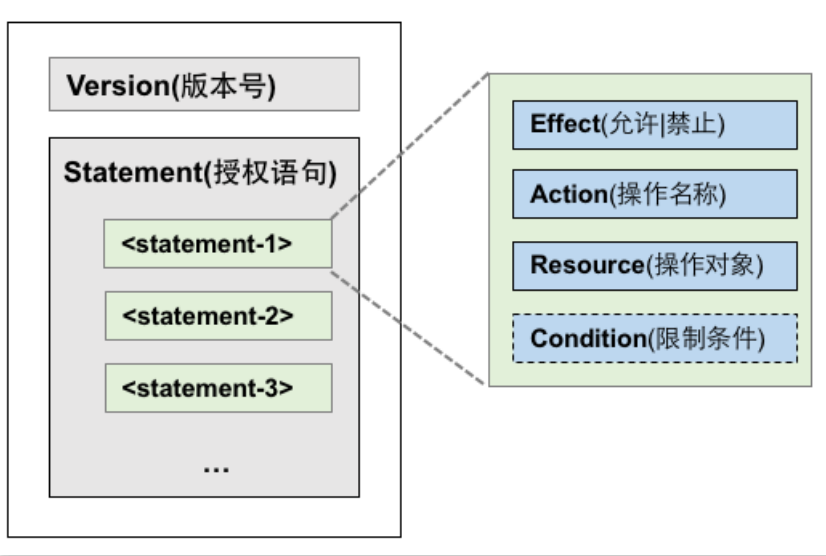 Version(版本号)
Statement(授权语句)
<statement-1>
<statement-2>
<statement-3>
...
Effect(允许|禁止)
Action(操作名称)
Resource(操作对象)
Condition(限制条件)